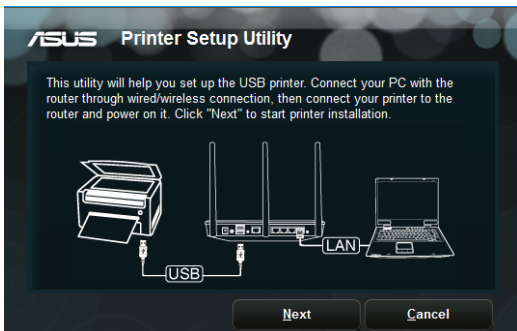 ASUS Printer Setup Utility
This utility will help you set up the USB printer. Connect your PC with the
router through wired/wireless connection, then connect your printer to the
router and power on it. Click "Next" to start printer installation.
LAN
USB
Next Cancel